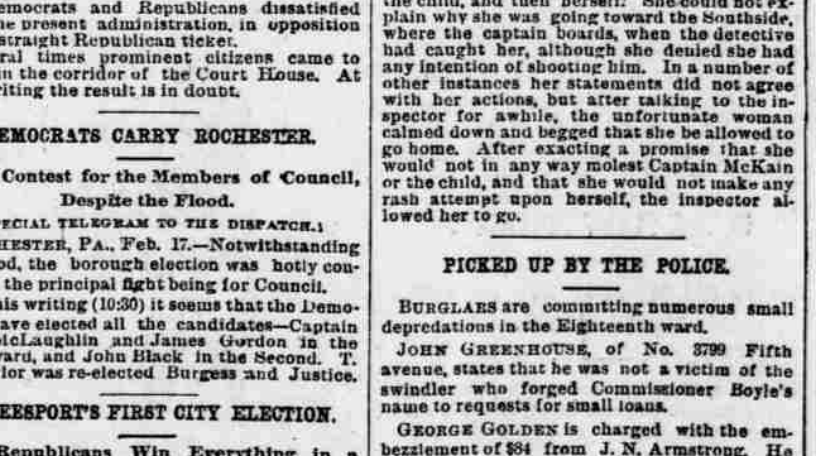 emocrats and Republicans dissatisfied
he present administration, in opposition
straight Republican ticket.
ral times prominent citizens came to
in the corridor of the Court House. At
riting the result is in doubt.
EMOCRATS CARRY ROCHESTER.
Contest for the Members of Council,
Despite the Flood.
PECIAL TELEGRAM TO THE DISPATCH.1
HESTER, PA., Feb. 17.—Notwithstanding
od, the borough election was hotly con-
the principal fight being for Council.
his writing (10:30) it seems that the Demo-
ave elected all the candidates—Captain
McLaughlin and James Gordon in the
ard, and John Black in the Second. T.
lor was re-elected Burgess and Justice.
EESPORT'S FIRST CITY ELECTION.
Republicans Win Everything in a
the child, and then herself. She could not ex-
plain why she was going toward the Southside,
where the captain boards, when the detective
had caught her, although she denied she had
any intention of shooting him. In a number of
other instances her statements did not agree
with her actions, but after talking to the in-
spector for awhile, the unfortunate woman
calmed down and begged that she be allowed to
go home. After exacting a promise that she
would not in any way molest Captain McKain
or the child, and that she would not make any
rash attempt upon herself, the inspector al-
lowed her to go.
PICKED UP BY THE POLICE.
BURGLARS are committing numerous small
depredations in the Eighteenth ward.
JOHN GREENHOUSE, of No. 3799 Fifth
avenue, states that he was not a victim of the
swindler who forged Commissioner Boyle's
name to requests for small loans.
GEORGE GOLDEN is charged with the em-
bezzlement of $84 from J. N. Armstrong. He